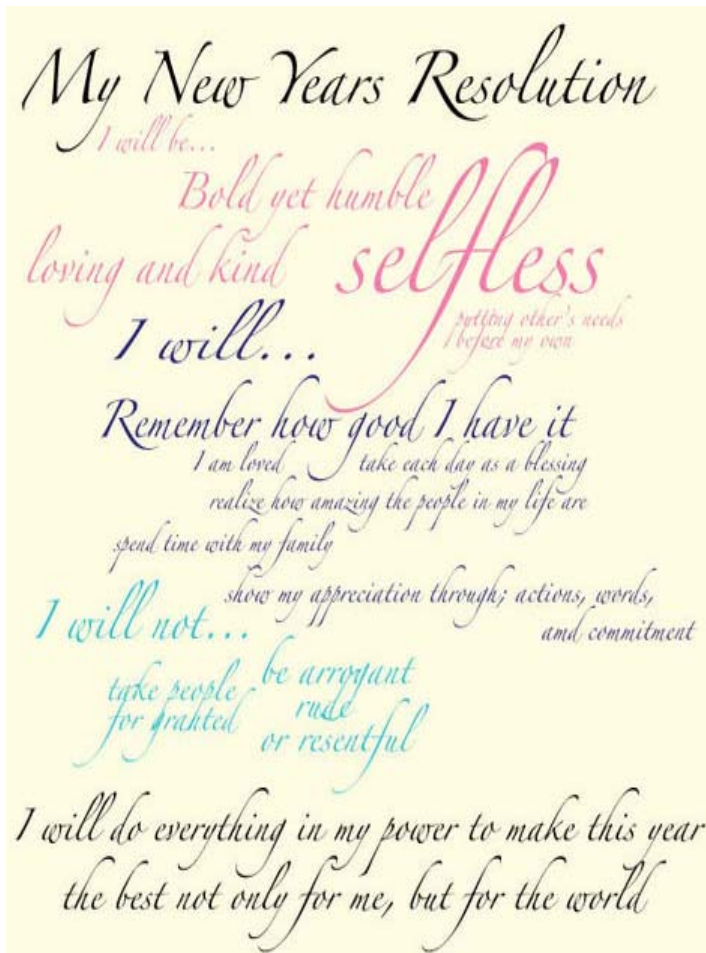 My New Years Resolution
I will be...
Bold yet humble
loving and kind
selfless
putting other's needs
before my own
I will...
Remember how good I have it
I am loved take each day as a blessing
realize how amazing the people in my life are
spend time with my family
show my appreciation through; actions, words,
amd commitment
I will not...
take people
for granted
be arrogant
rude
or resentful
I will do everything in my power to make this year
the best not only for me, but for the world